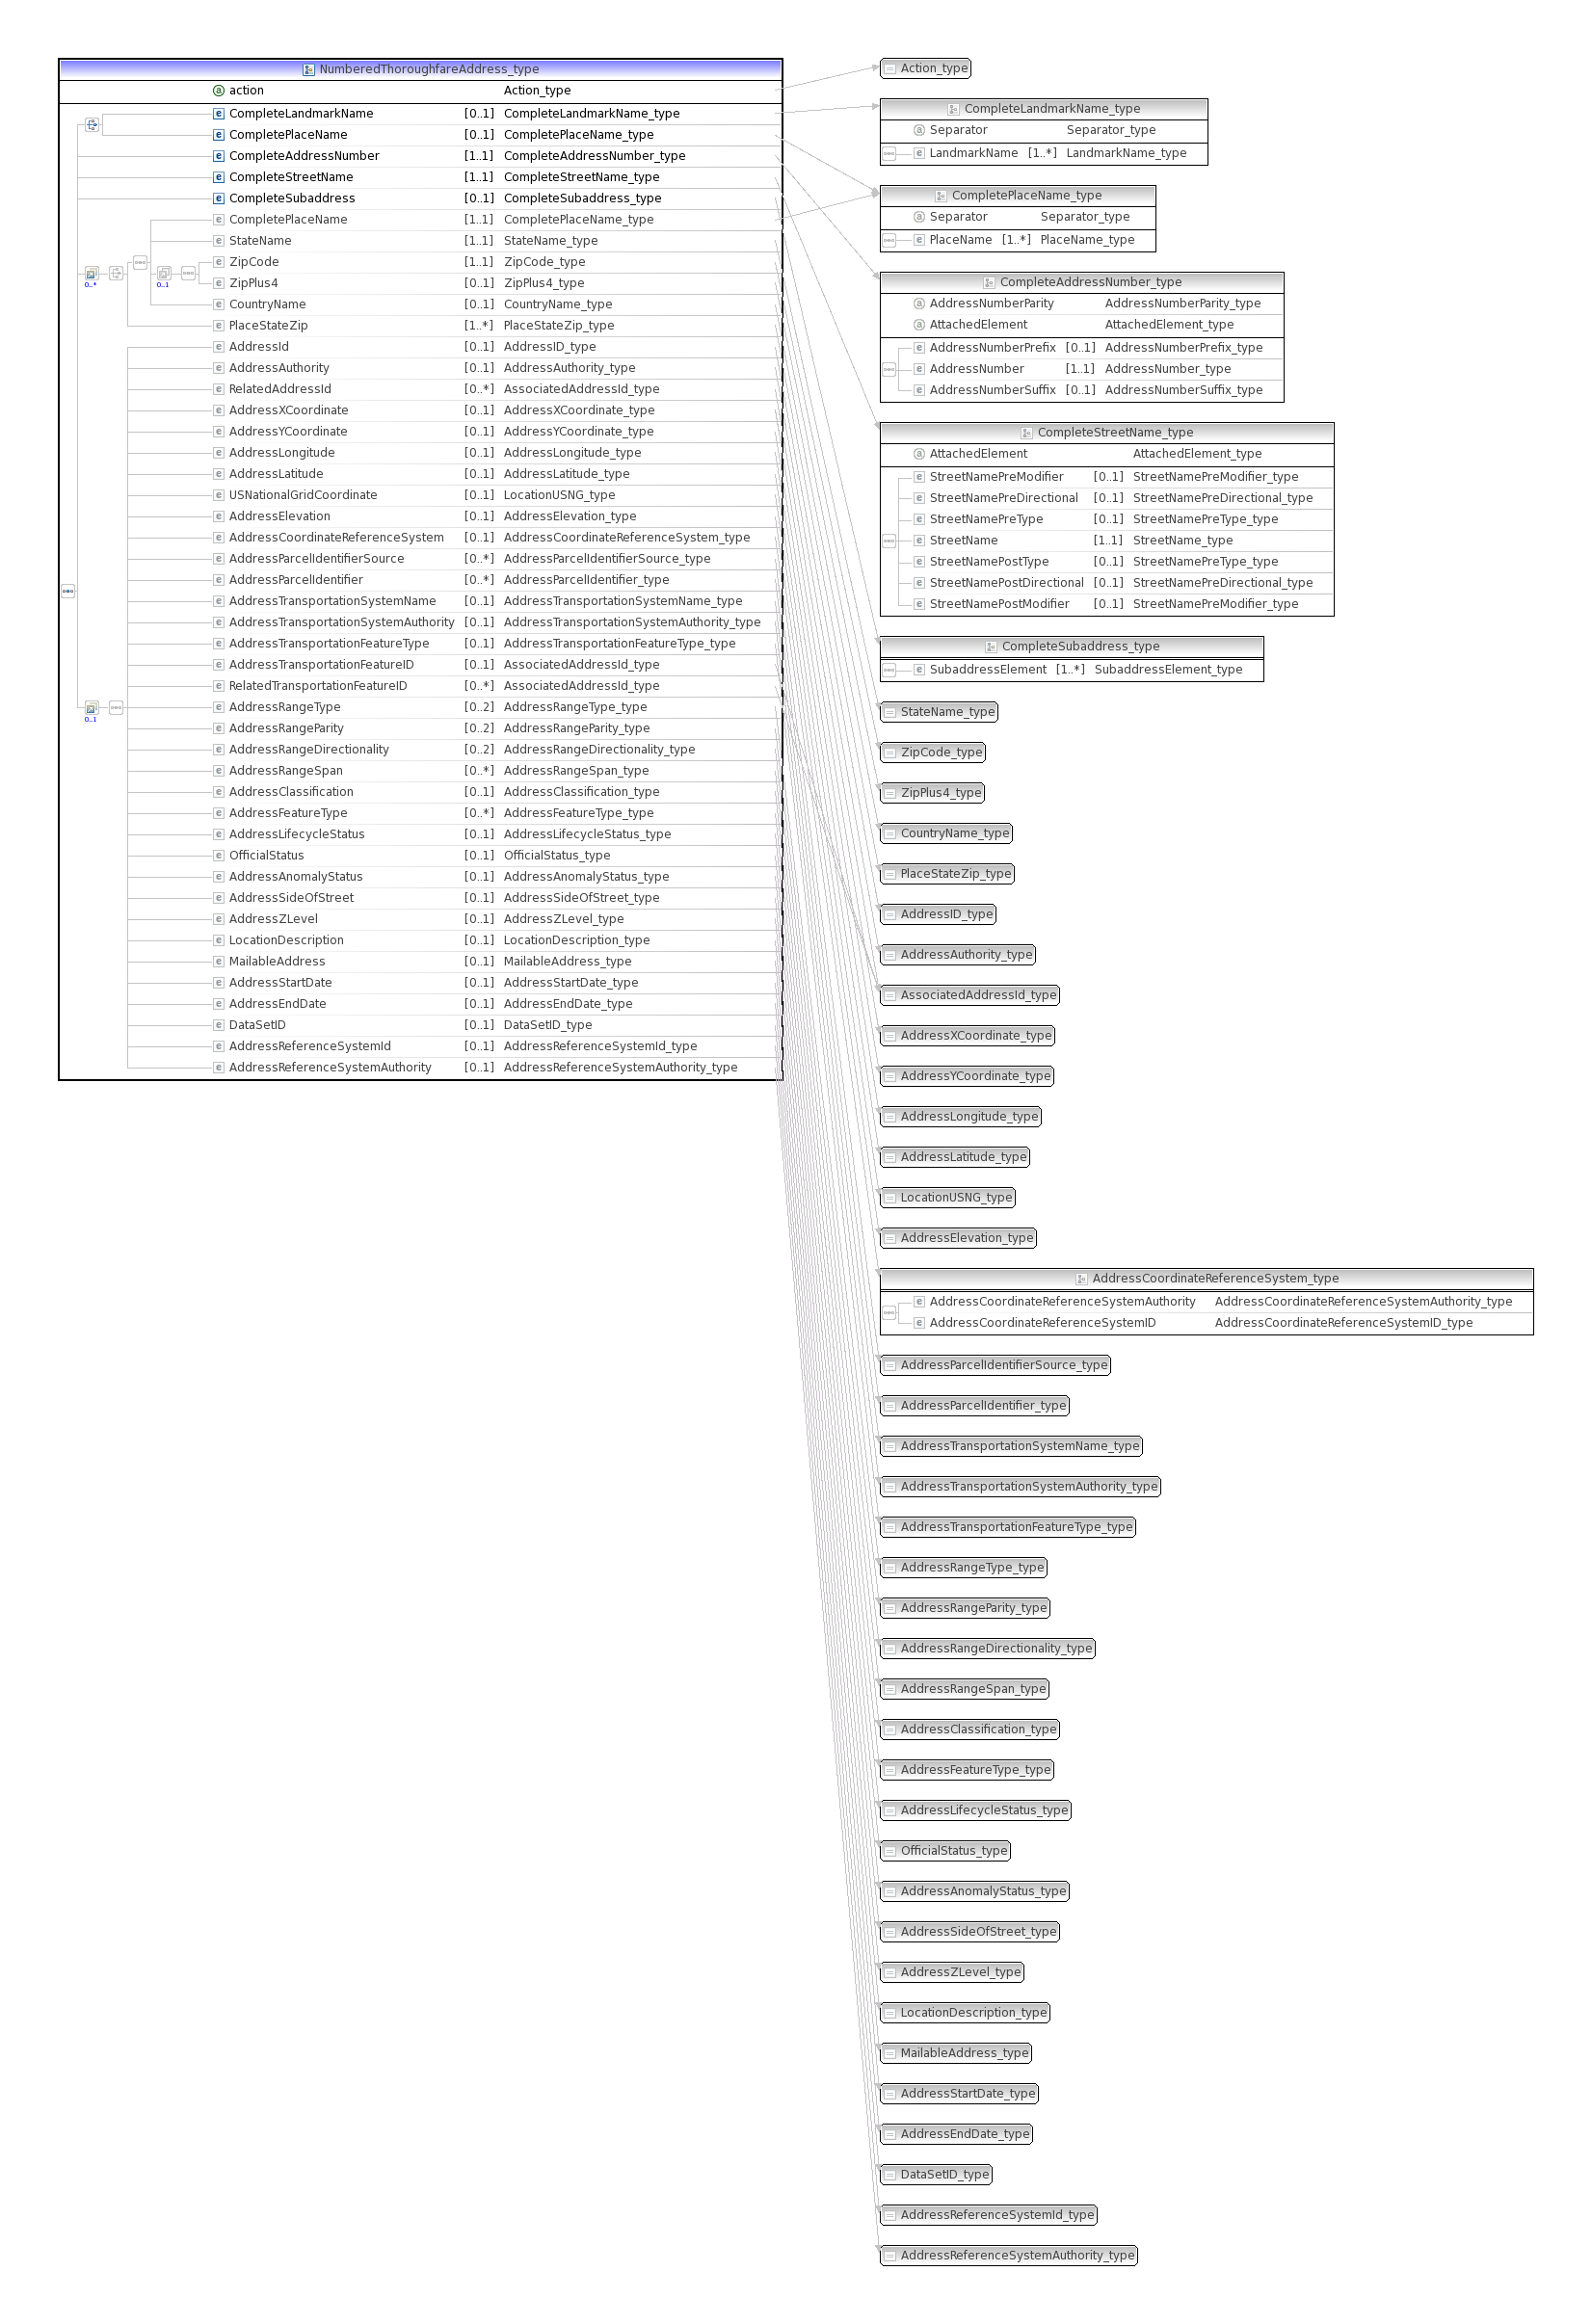 NumberedThoroughfareAddress_type
a action Action_type
e CompleteLandmarkName [0..1] CompleteLandmarkName_type
e CompletePlaceName [0..1] CompletePlaceName_type
e CompleteAddressNumber [1..1] CompleteAddressNumber_type
e CompleteStreetName [1..1] CompleteStreetName_type
e CompleteSubaddress [0..1] CompleteSubaddress_type
e CompletePlaceName [1..1] CompletePlaceName_type
e StateName [1..1] StateName_type
e ZipCode [1..1] ZipCode_type
0..*
0..1
e ZipPlus4 [0..1] ZipPlus4_type
e CountryName [0..1] CountryName_type
e PlaceStateZip [1..*] PlaceStateZip_type
e AddressId [0..1] AddressID_type
e AddressAuthority [0..1] AddressAuthority_type
e RelatedAddressId [0..*] AssociatedAddressId_type
e AddressXCoordinate [0..1] AddressXCoordinate_type
e AddressYCoordinate [0..1] AddressYCoordinate_type
e AddressLongitude [0..1] AddressLongitude_type
e AddressLatitude [0..1] AddressLatitude_type
e USNationalGridCoordinate [0..1] LocationUSNG_type
e AddressElevation [0..1] AddressElevation_type
e AddressCoordinateReferenceSystem [0..1] AddressCoordinateReferenceSystem_type
e AddressParcelIdentifierSource [0..*] AddressParcelIdentifierSource_type
e AddressParcelIdentifier [0..*] AddressParcelIdentifier_type
e AddressTransportationSystemName [0..1] AddressTransportationSystemName_type
e AddressTransportationSystemAuthority [0..1] AddressTransportationSystemAuthority_type
e AddressTransportationFeatureType [0..1] AddressTransportationFeatureType_type
e AddressTransportationFeatureID [0..1] AssociatedAddressId_type
e RelatedTransportationFeatureID [0..*] AssociatedAddressId_type
e AddressRangeType [0..2] AddressRangeType_type
0..1
e AddressRangeParity [0..2] AddressRangeParity_type
e AddressRangeDirectionality [0..2] AddressRangeDirectionality_type
e AddressRangeSpan [0..*] AddressRangeSpan_type
e AddressClassification [0..1] AddressClassification_type
e AddressFeatureType [0..*] AddressFeatureType_type
e AddressLifecycleStatus [0..1] AddressLifecycleStatus_type
e OfficialStatus [0..1] OfficialStatus_type
e AddressAnomalyStatus [0..1] AddressAnomalyStatus_type
e AddressSideOfStreet [0..1] AddressSideOfStreet_type
e AddressZLevel [0..1] AddressZLevel_type
e LocationDescription [0..1] LocationDescription_type
e MailableAddress [0..1] MailableAddress_type
e AddressStartDate [0..1] AddressStartDate_type
e AddressEndDate [0..1] AddressEndDate_type
e DataSetID [0..1] DataSetID_type
e AddressReferenceSystemId [0..1] AddressReferenceSystemId_type
e AddressReferenceSystemAuthority [0..1] AddressReferenceSystemAuthority_type
Action_type
CompleteLandmarkName_type
a Separator Separator_type
e LandmarkName [1..*] LandmarkName_type
CompletePlaceName_type
a Separator Separator_type
e PlaceName [1..*] PlaceName_type
CompleteAddressNumber_type
a AddressNumberParity AddressNumberParity_type
a AttachedElement AttachedElement_type
e AddressNumberPrefix [0..1] AddressNumberPrefix_type
e AddressNumber [1..1] AddressNumber_type
e AddressNumberSuffix [0..1] AddressNumberSuffix_type
CompleteStreetName_type
a AttachedElement AttachedElement_type
e StreetNamePreModifier [0..1] StreetNamePreModifier_type
e StreetNamePreDirectional [0..1] StreetNamePreDirectional_type
e StreetNamePreType [0..1] StreetNamePreType_type
e StreetName [1..1] StreetName_type
e StreetNamePostType [0..1] StreetNamePreType_type
e StreetNamePostDirectional [0..1] StreetNamePreDirectional_type
e StreetNamePostModifier [0..1] StreetNamePreModifier_type
CompleteSubaddress_type
e SubaddressElement [1..*] SubaddressElement_type
StateName_type
ZipCode_type
ZipPlus4_type
CountryName_type
PlaceStateZip_type
AddressID_type
AddressAuthority_type
AssociatedAddressId_type
AddressXCoordinate_type
AddressYCoordinate_type
AddressLongitude_type
AddressLatitude_type
LocationUSNG_type
AddressElevation_type
AddressCoordinateReferenceSystem_type
e AddressCoordinateReferenceSystemAuthority AddressCoordinateReferenceSystemAuthority_type
e AddressCoordinateReferenceSystemID AddressCoordinateReferenceSystemID_type
AddressParcelIdentifierSource_type
AddressParcelIdentifier_type
AddressTransportationSystemName_type
AddressTransportationSystemAuthority_type
AddressTransportationFeatureType_type
AddressRangeType_type
AddressRangeParity_type
AddressRangeDirectionality_type
AddressRangeSpan_type
AddressClassification_type
AddressFeatureType_type
AddressLifecycleStatus_type
OfficialStatus_type
AddressAnomalyStatus_type
AddressSideOfStreet_type
AddressZLevel_type
LocationDescription_type
MailableAddress_type
AddressStartDate_type
AddressEndDate_type
DataSetID_type
AddressReferenceSystemId_type
AddressReferenceSystemAuthority_type